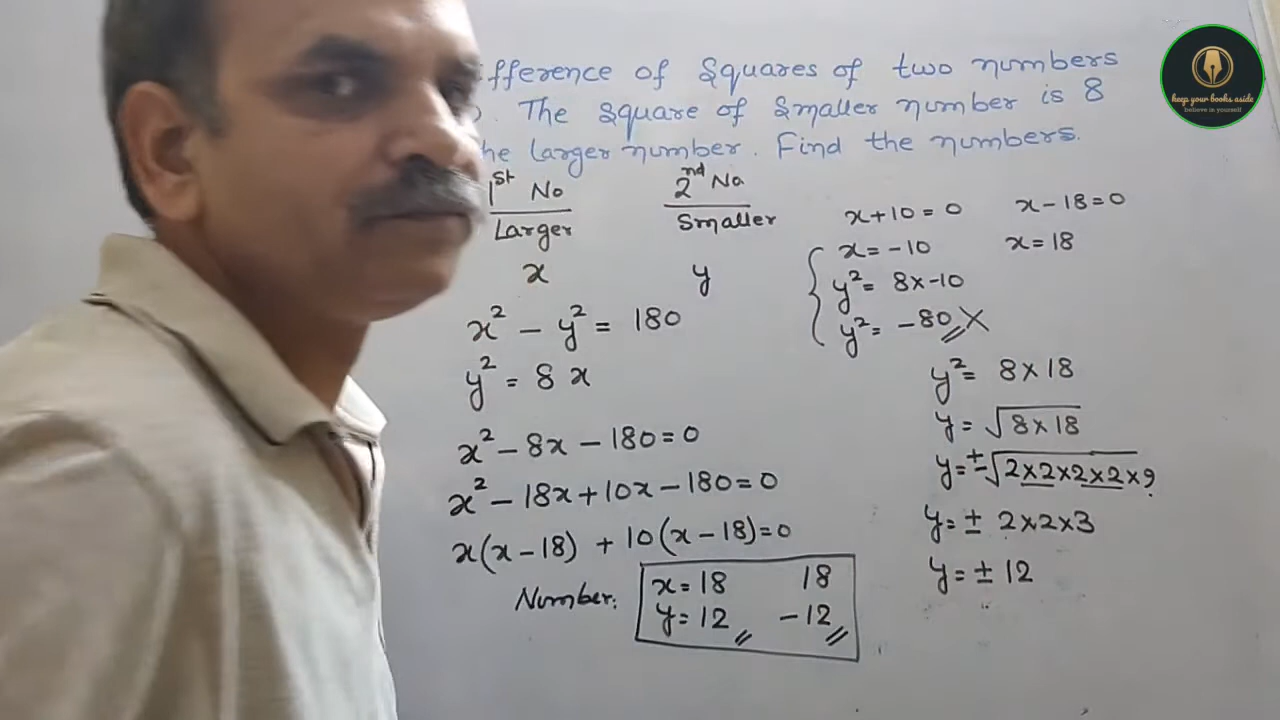 ifference of Squares of two numbers
The square of smaller number is 8
he larger number. Find the numbers.
1st No
Larger
x
2nd No
Smaller
y
x² - y² = 180
y² = 8 x
x² - 8x - 180 = 0
x² - 18x + 10x - 180 = 0
x(x - 18) + 10(x - 18) = 0
Number:
x = 18 18
y = 12 -12
x + 10 = 0 x - 18 = 0
x = -10 x = 18
y² = 8x-10
y² = -80 X
y² = 8 x 18
y = √8 x 18
y = ±√2 x 2 x 2 x 2 x 9
y = ± 2 x 2 x 3
y = ± 12
keep your books aside
believe in yourself